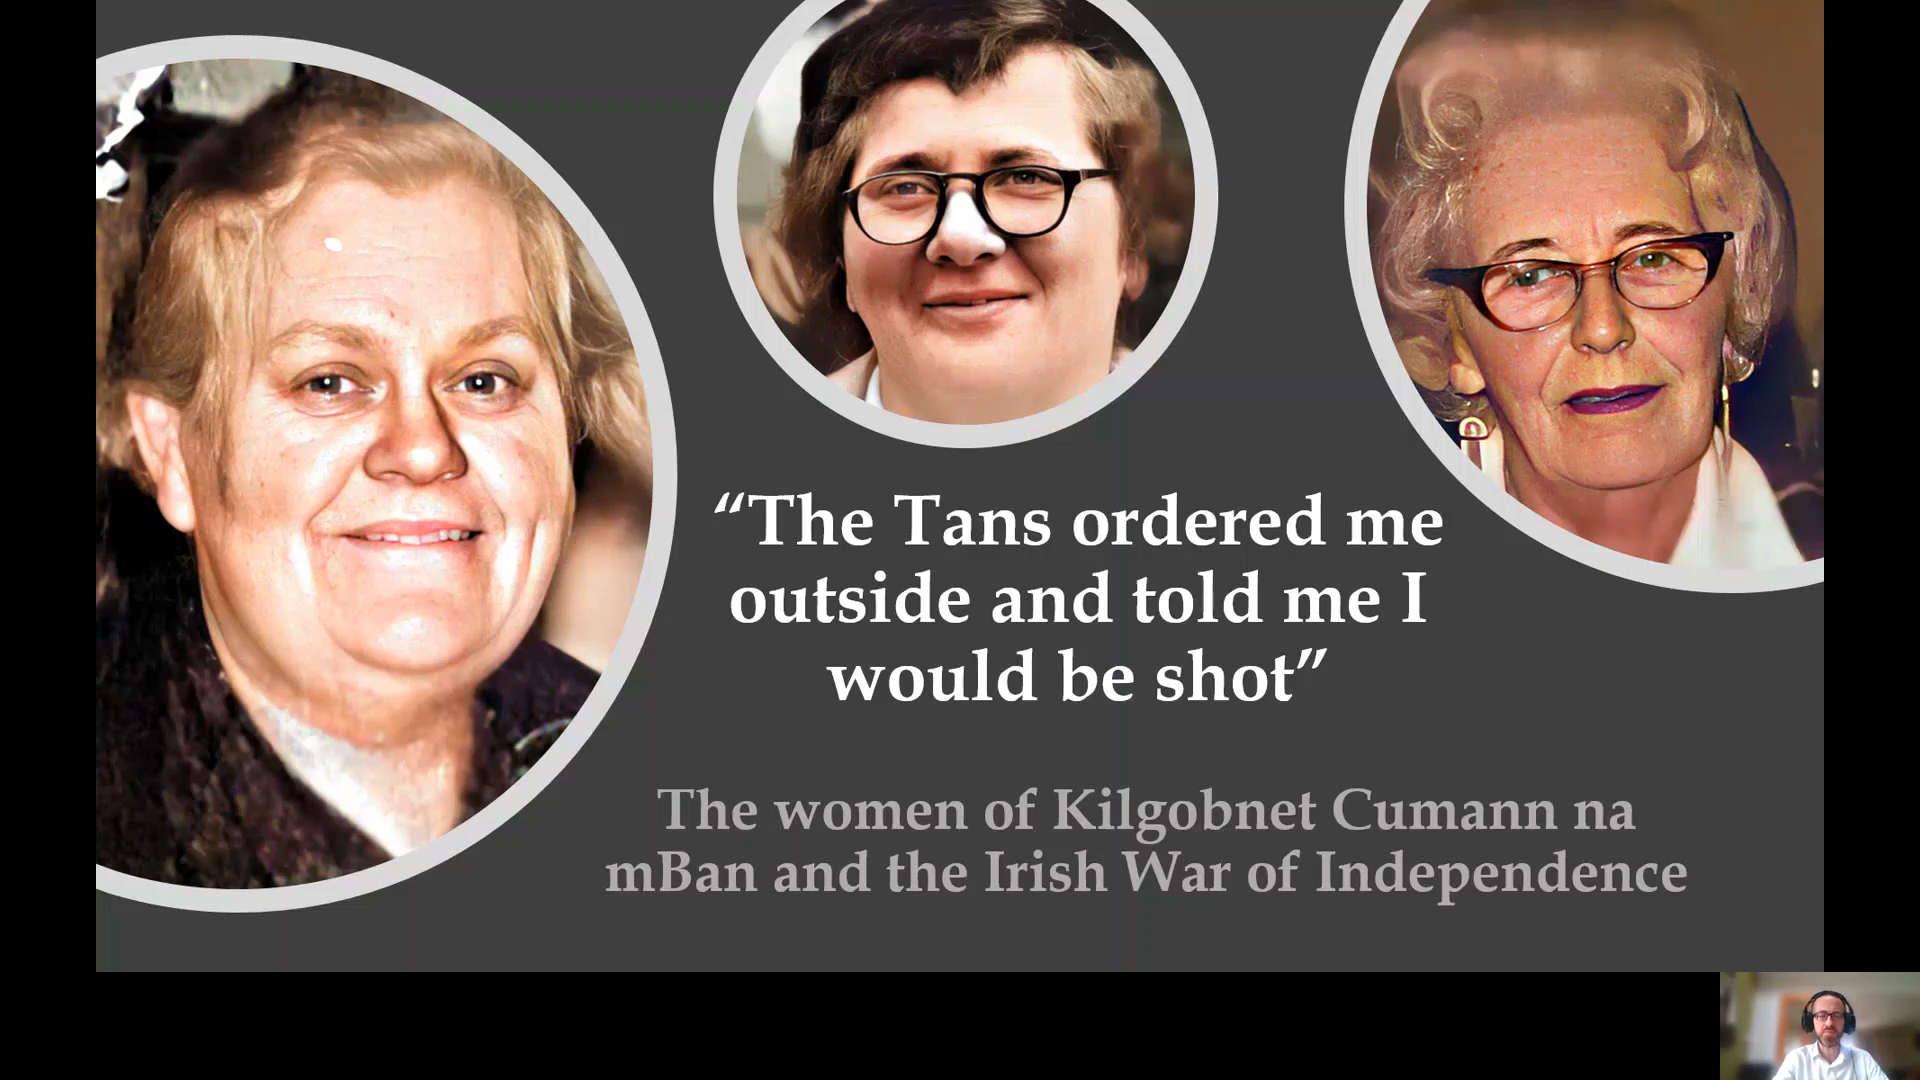 “The Tans ordered me
outside and told me I
would be shot”
The women of Kilgobnet Cumann na
mBan and the Irish War of Independence